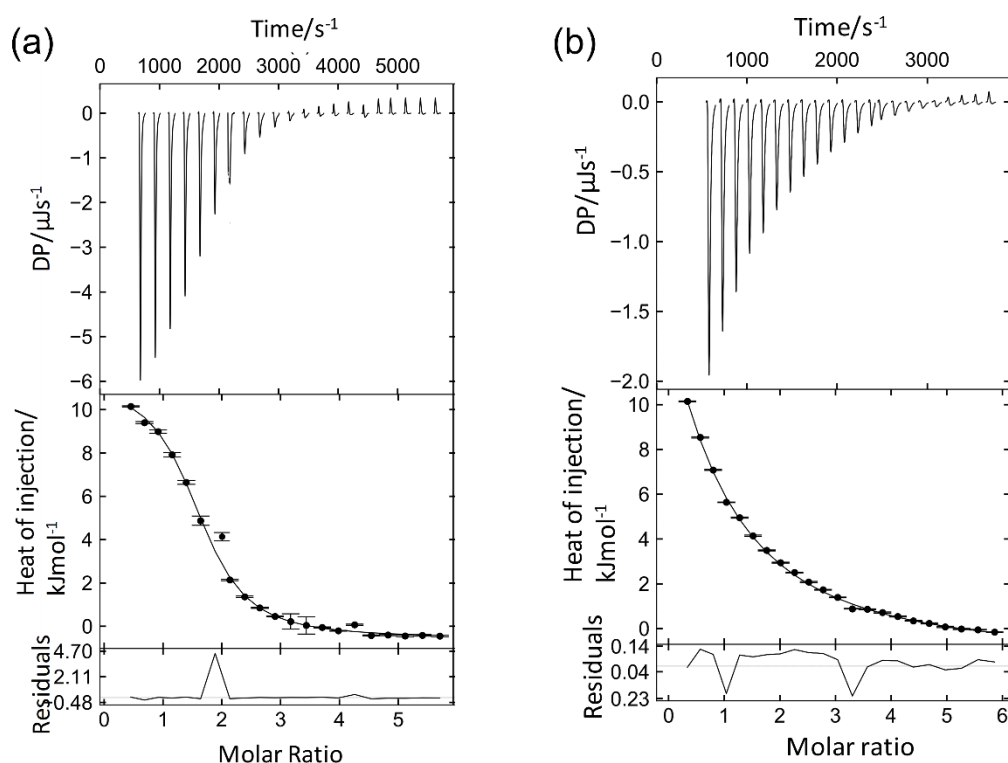 (a)
Time/s⁻¹
0 1000 2000 3000 4000 5000
0
−1
−2
−3
−4
−5
−6
DP/µJs⁻¹
10
8
6
4
2
0
Heat of injection/
kJmol⁻¹
4.70
2.11
-0.48
Residuals
0 1 2 3 4 5
Molar Ratio
(b)
Time/s⁻¹
0 1000 2000 3000
0.0
−0.5
−1.0
−1.5
−2.0
DP/µJs⁻¹
10
8
6
4
2
0
Heat of injection/
kJmol⁻¹
0.14
0.04
0.23
Residuals
0 1 2 3 4 5 6
Molar ratio